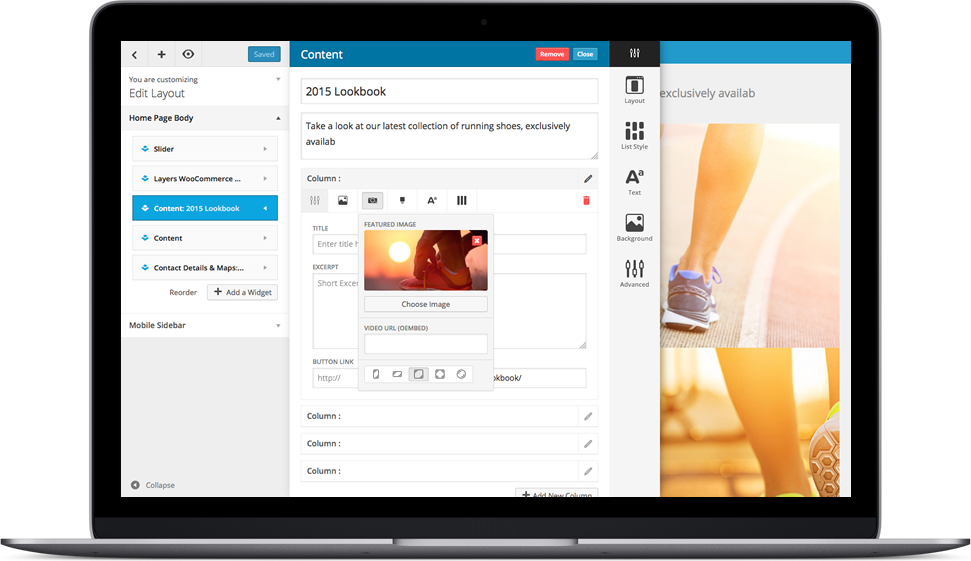 Saved
You are customizing
Edit Layout
Home Page Body
Slider
Layers WooCommerce ...
Content: 2015 Lookbook
Content
Contact Details & Maps:...
Reorder
Add a Widget
Mobile Sidebar
Collapse
Content
Remove
Close
2015 Lookbook
Take a look at our latest collection of running shoes, exclusively
availab
Column :
TITLE
Enter title h
EXCERPT
Short Excer
BUTTON LINK
http://
okbook/
FEATURED IMAGE
Choose Image
VIDEO URL (OEMBED)
Column :
Column :
Column :
Add New Column
Layout
List Style
Text
Background
Advanced
exclusively availab